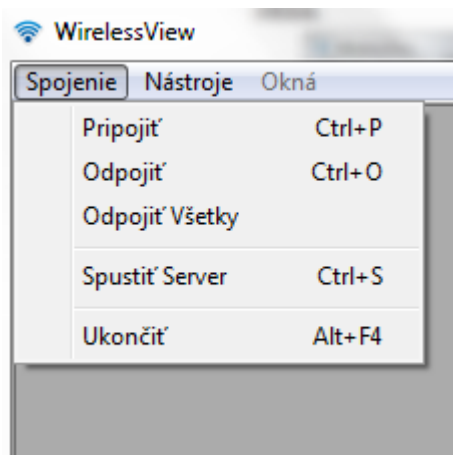 WirelessView
Spojenie Nástroje Okná
Pripojiť Ctrl+P
Odpojiť Ctrl+O
Odpojiť Všetky
Spustiť Server Ctrl+S
Ukončiť Alt+F4